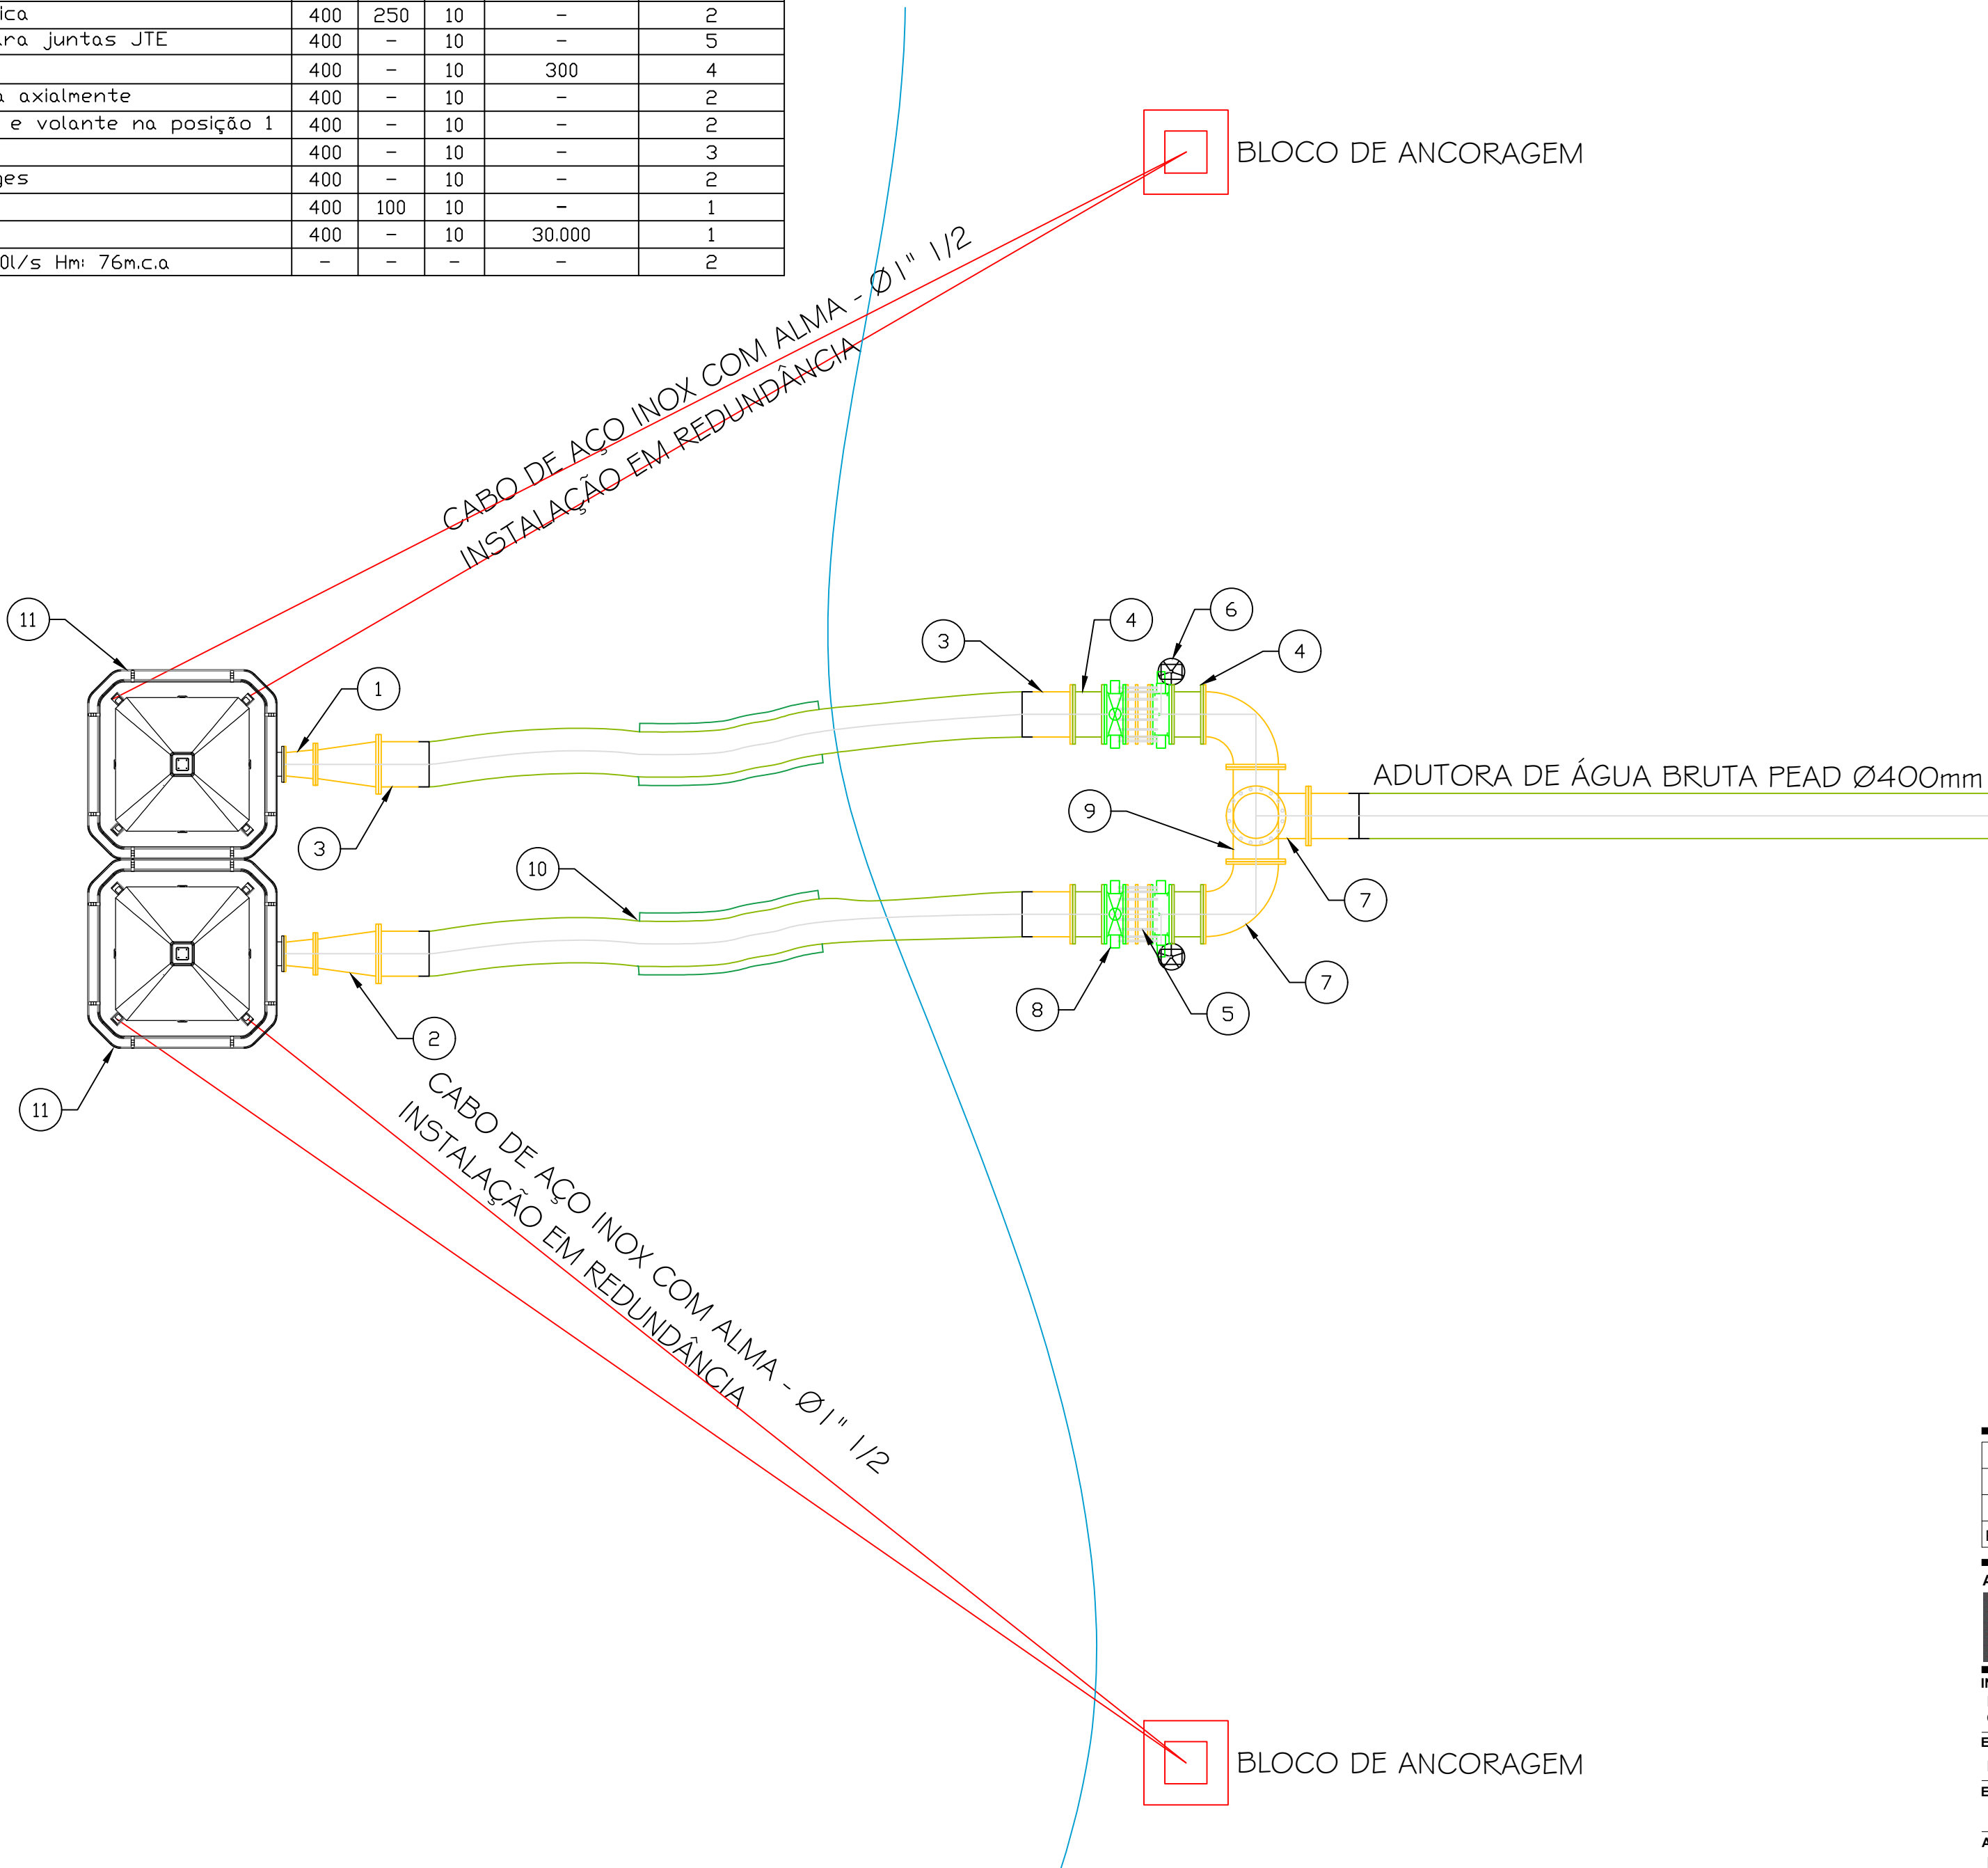 ica 400 250 10 - 2
ara juntas JTE 400 - 10 - 5
400 - 10 300 4
a axialmente 400 - 10 - 2
e volante na posição 1 400 - 10 - 2
400 - 10 - 3
ges 400 - 10 - 2
400 100 10 - 1
400 - 10 30.000 1
0l/s Hm: 76m.c.a - - - - 2
BLOCO DE ANCORAGEM
CABO DE AÇO INOX COM ALMA - Ø1" 1/2
INSTALAÇÃO EM REDUNDÂNCIA
11
1
3
3
4
6
4
ADUTORA DE ÁGUA BRUTA PEAD Ø400mm
9
10
7
7
8
5
2
11
CABO DE AÇO INOX COM ALMA - Ø1" 1/2
INSTALAÇÃO EM REDUNDÂNCIA
BLOCO DE ANCORAGEM